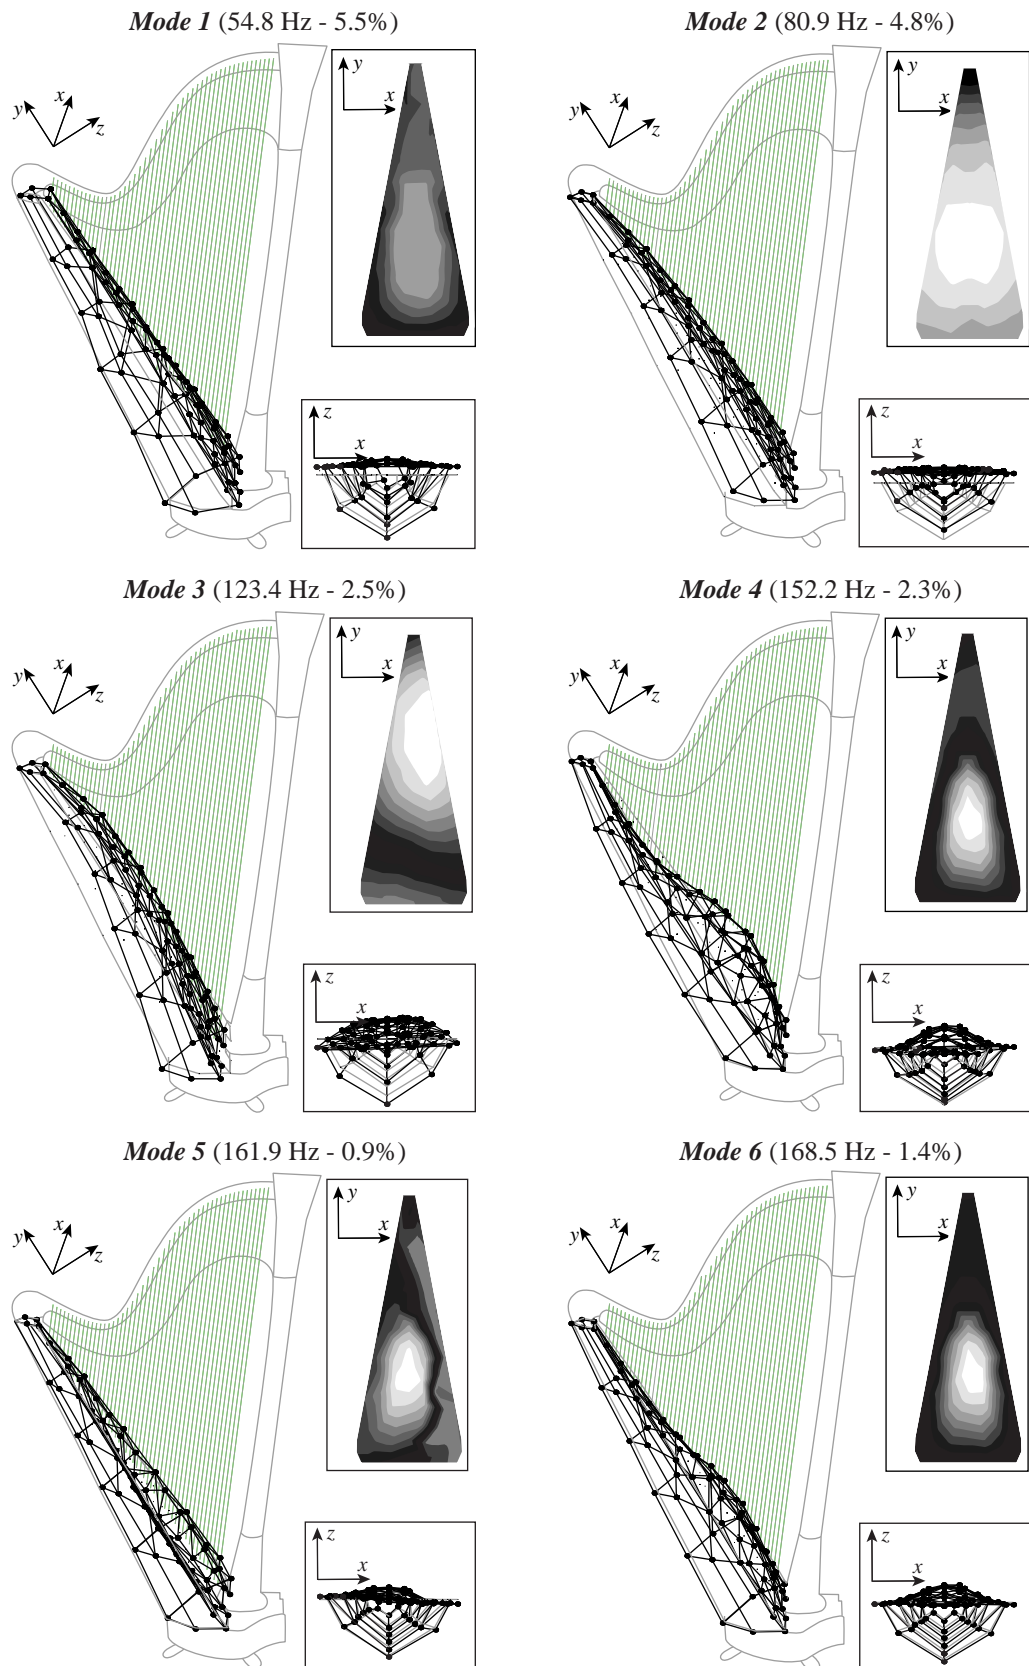 Mode 1 (54.8 Hz - 5.5%)
y
x
z
y
x
z
x
Mode 2 (80.9 Hz - 4.8%)
y
x
z
y
x
z
x
Mode 3 (123.4 Hz - 2.5%)
y
x
z
y
x
z
x
Mode 4 (152.2 Hz - 2.3%)
y
x
z
y
x
z
x
Mode 5 (161.9 Hz - 0.9%)
y
x
z
y
x
z
x
Mode 6 (168.5 Hz - 1.4%)
y
x
z
y
x
z
x